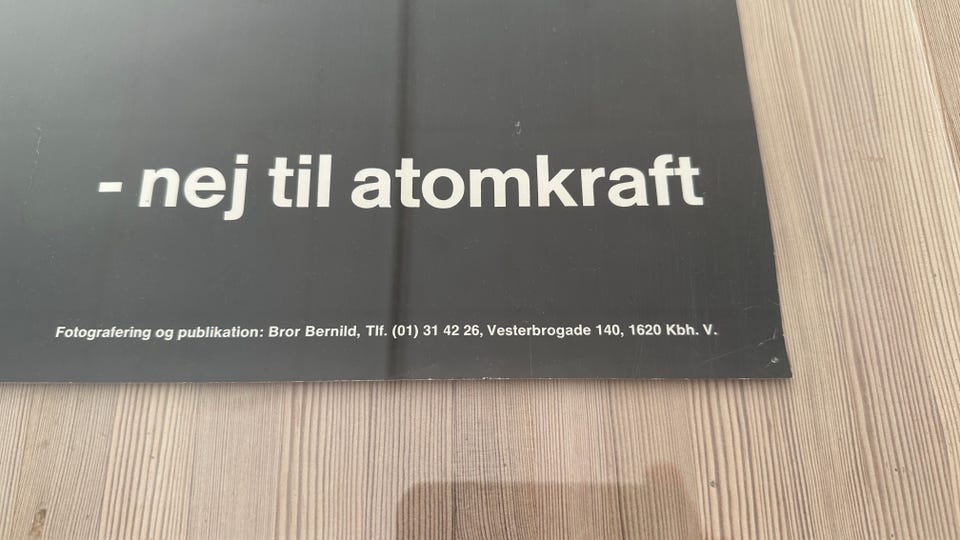 - nej til atomkraft
Fotografering og publikation: Bror Bernild, Tlf. (01) 31 42 26, Vesterbrogade 140, 1620 Kbh. V.